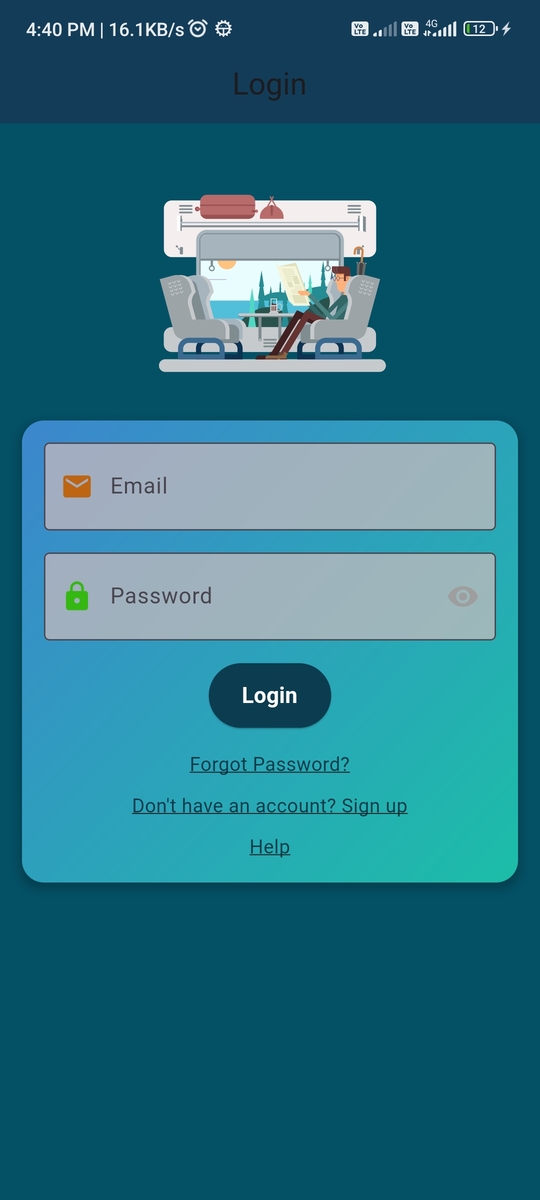 4:40 PM | 16.1KB/s Vo LTE Vo LTE 4G 12
Login
Email
Password
Login
Forgot Password?
Don't have an account? Sign up
Help